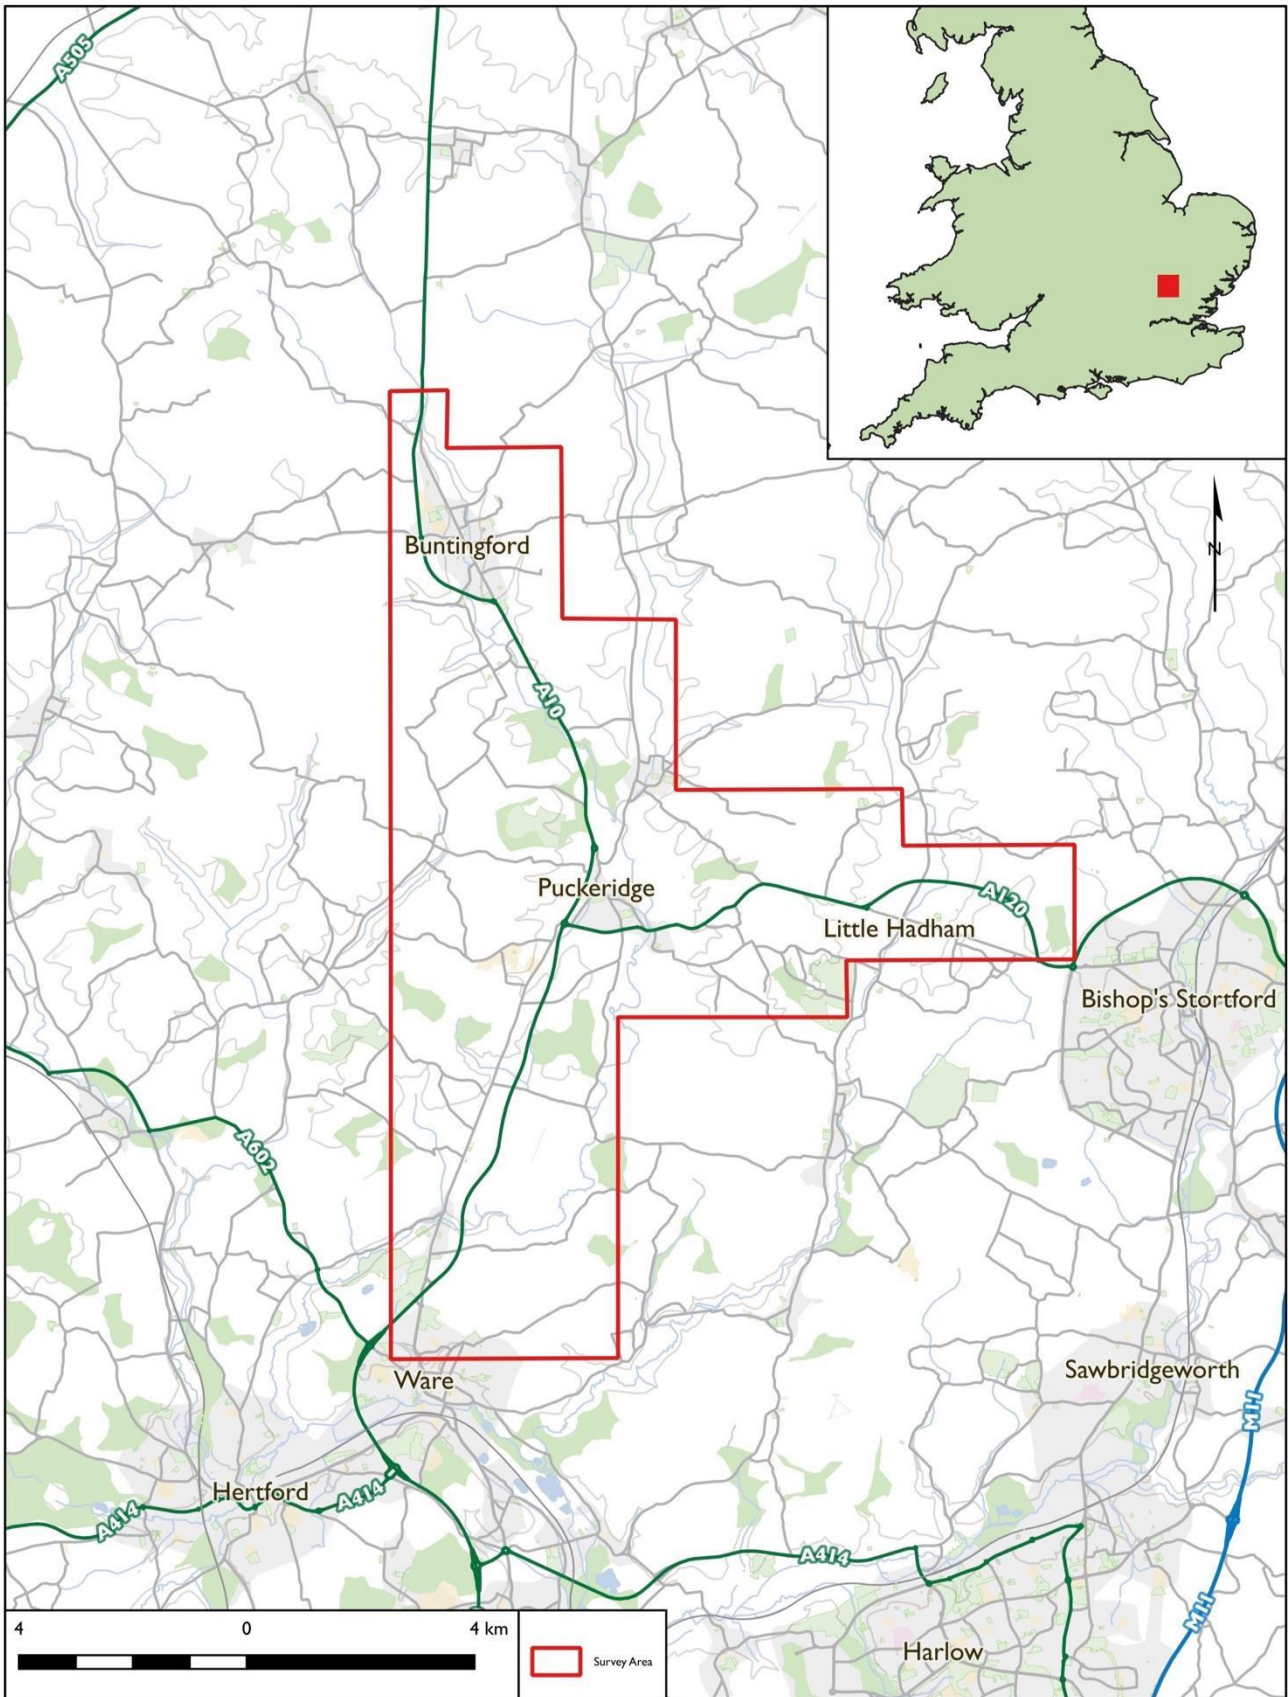 A505
N
Buntingford
A10
Puckeridge
A120
Little Hadham
Bishop's Stortford
A602
Sawbridgeworth
Ware
M11
Hertford
A414
A414
A414
M11
4 0 4 km
Survey Area
Harlow